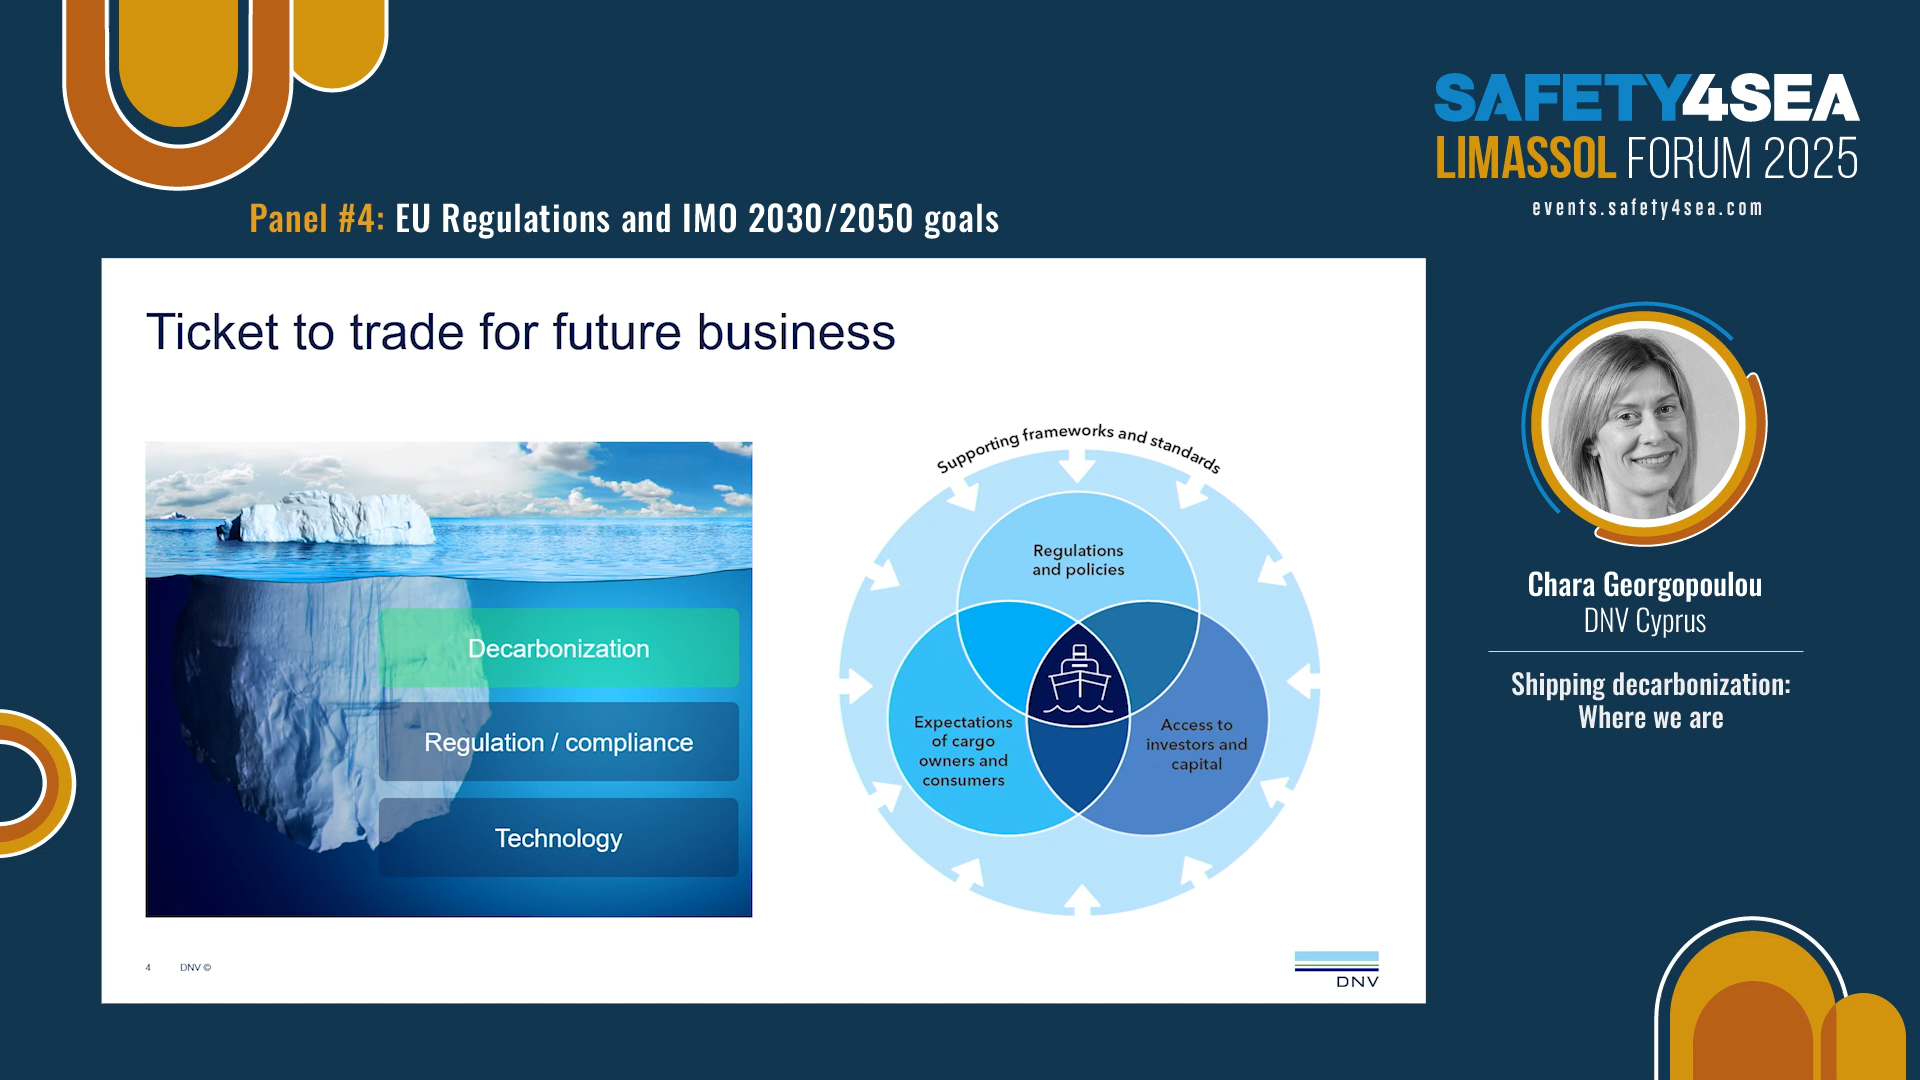 SAFETY4SEA
LIMASSOL FORUM 2025
events.safety4sea.com
Panel #4: EU Regulations and IMO 2030/2050 goals
Ticket to trade for future business
Decarbonization
Regulation / compliance
Technology
Supporting frameworks and standards
Regulations
and policies
Expectations
of cargo
owners and
consumers
Access to
investors and
capital
4 DNV ©
DNV
Chara Georgopoulou
DNV Cyprus
Shipping decarbonization:
Where we are